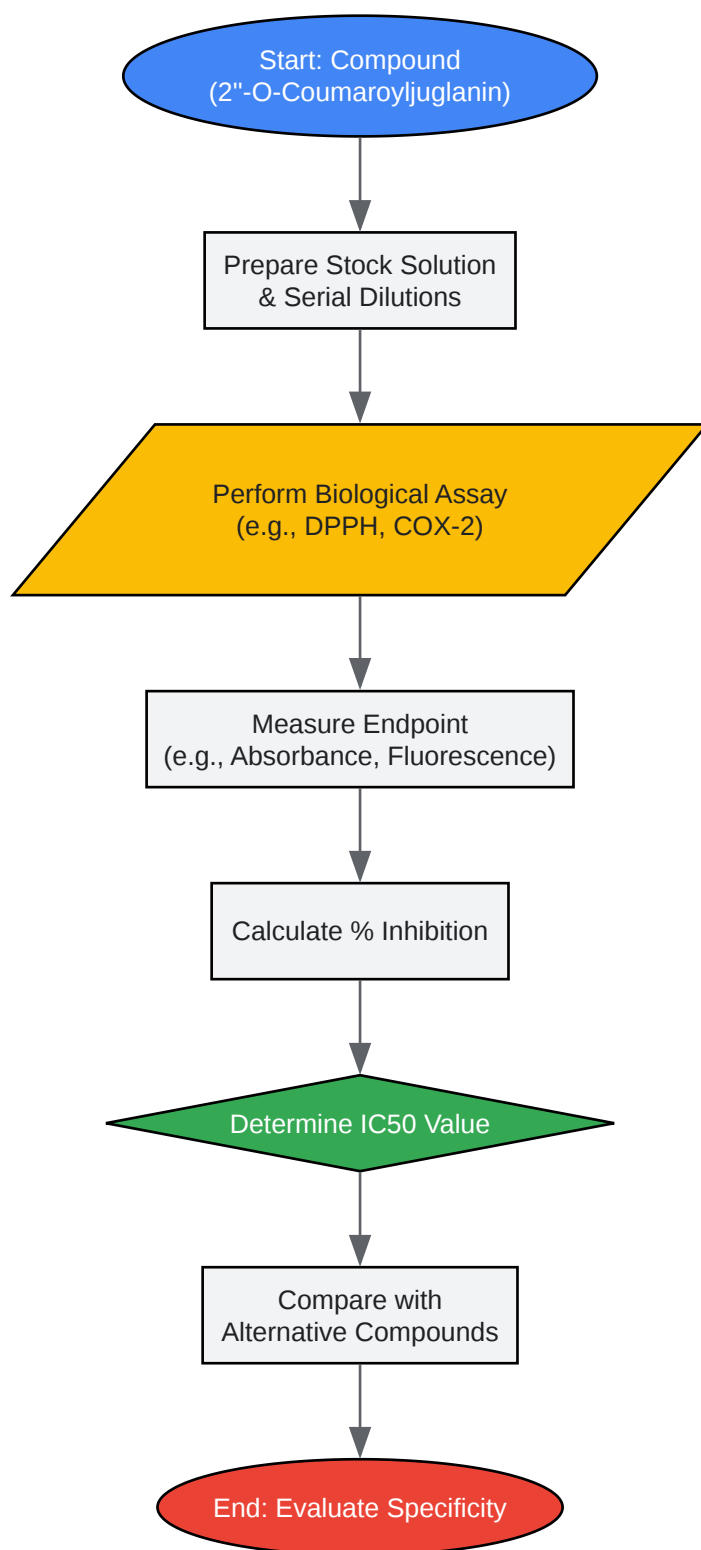 Start: Compound
(2"-O-Coumaroyljuglanin)
Prepare Stock Solution
& Serial Dilutions
Perform Biological Assay
(e.g., DPPH, COX-2)
Measure Endpoint
(e.g., Absorbance, Fluorescence)
Calculate % Inhibition
Determine IC50 Value
Compare with
Alternative Compounds
End: Evaluate Specificity